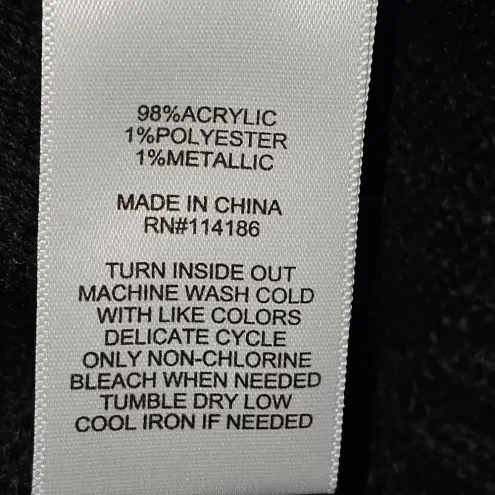 98%ACRYLIC
1%POLYESTER
1%METALLIC
MADE IN CHINA
RN#114186
TURN INSIDE OUT
MACHINE WASH COLD
WITH LIKE COLORS
DELICATE CYCLE
ONLY NON-CHLORINE
BLEACH WHEN NEEDED
TUMBLE DRY LOW
COOL IRON IF NEEDED